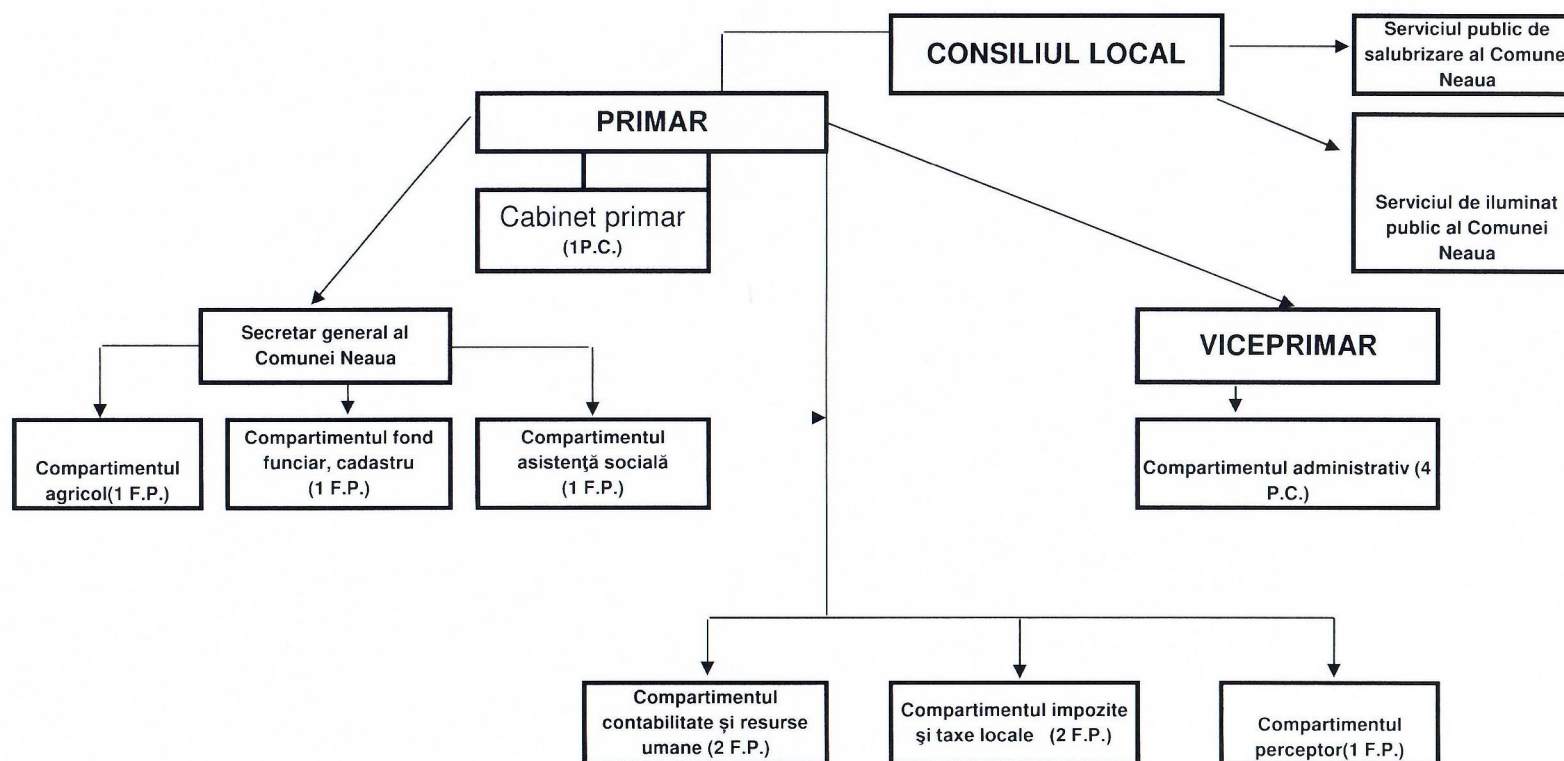 CONSILIUL LOCAL
Serviciul public de
salubrizare al Comune
Neaua
PRIMAR
Serviciul de iluminat
public al Comunei
Neaua
Cabinet primar
(1P.C.)
Secretar general al
Comunei Neaua
VICEPRIMAR
Compartimentul
agricol(1 F.P.)
Compartimentul fond
funciar, cadastru
(1 F.P.)
Compartimentul
asistenţă socială
(1 F.P.)
Compartimentul administrativ (4
P.C.)
Compartimentul
contabilitate și resurse
umane (2 F.P.)
Compartimentul impozite
şi taxe locale (2 F.P.)
Compartimentul
perceptor(1 F.P.)